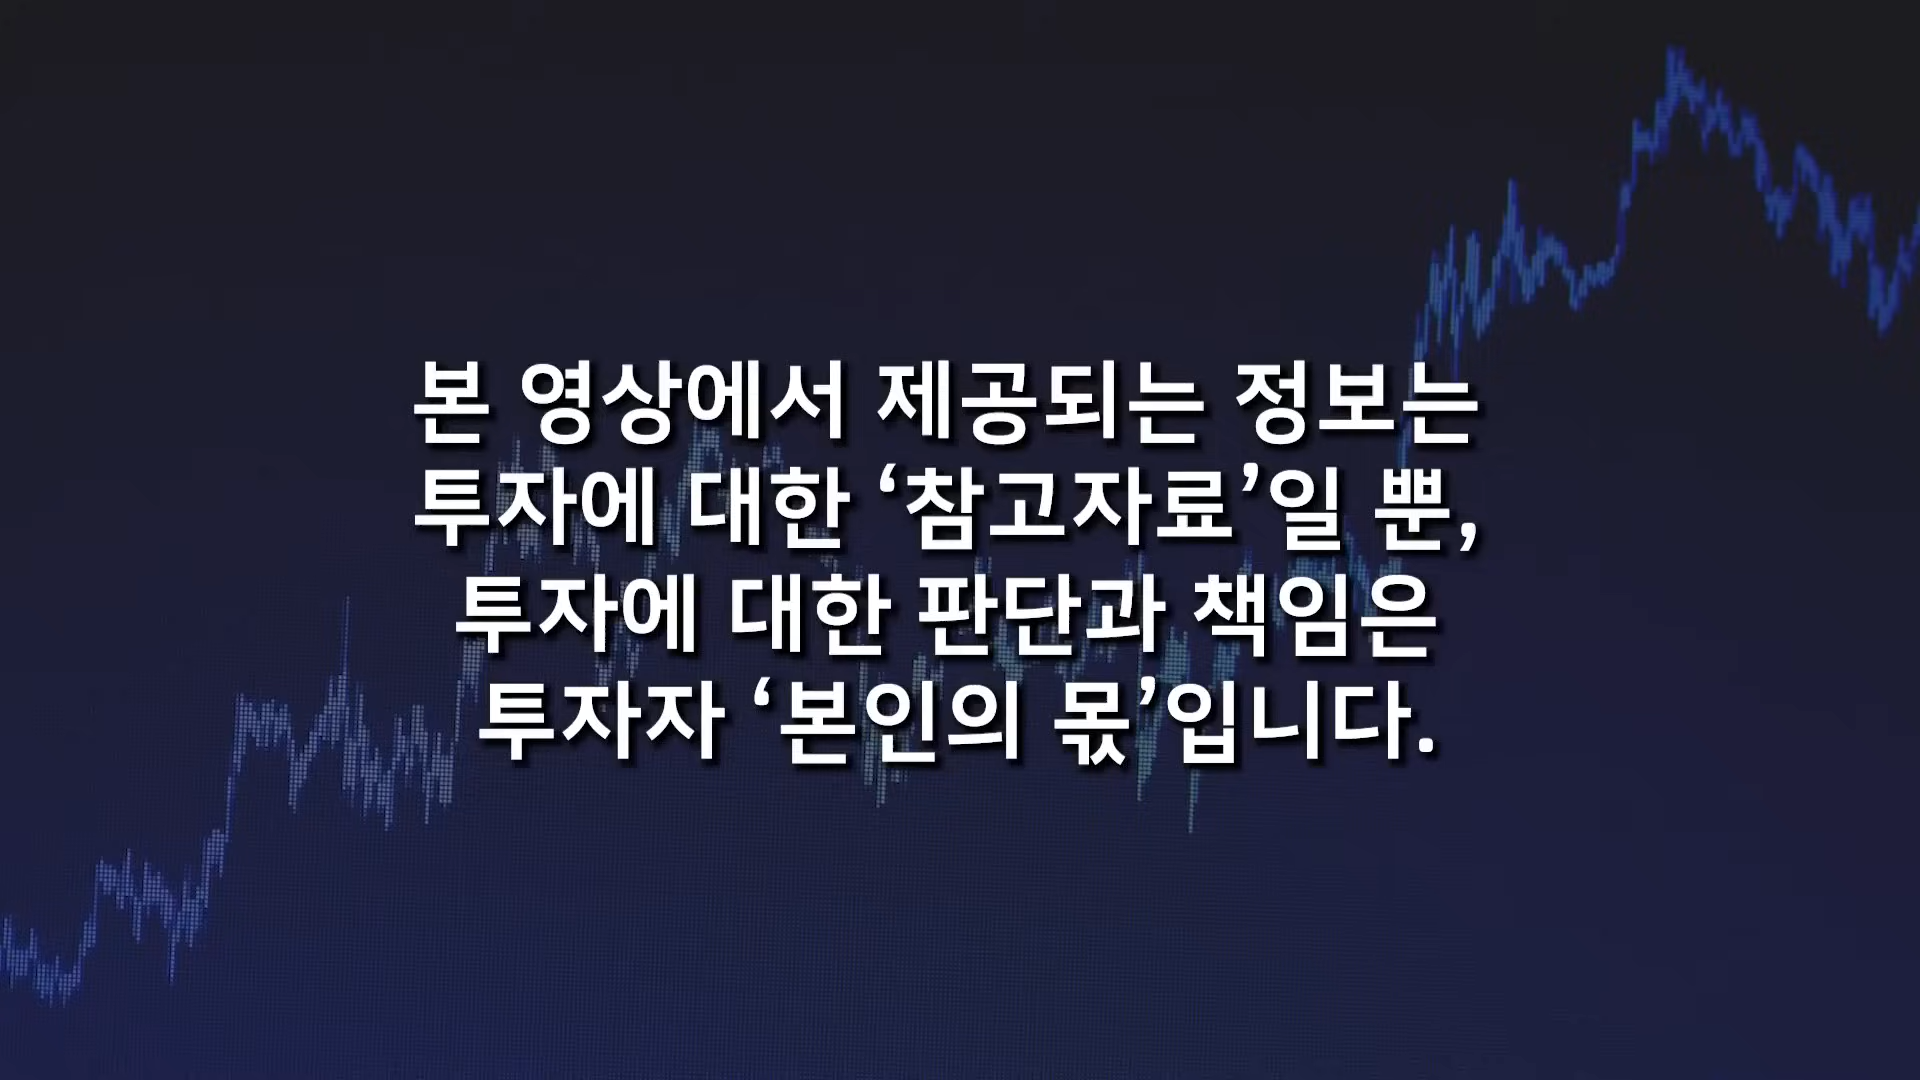 본 영상에서 제공되는 정보는
투자에 대한 ‘참고자료’일 뿐,
투자에 대한 판단과 책임은
투자자 ‘본인의 몫’입니다.